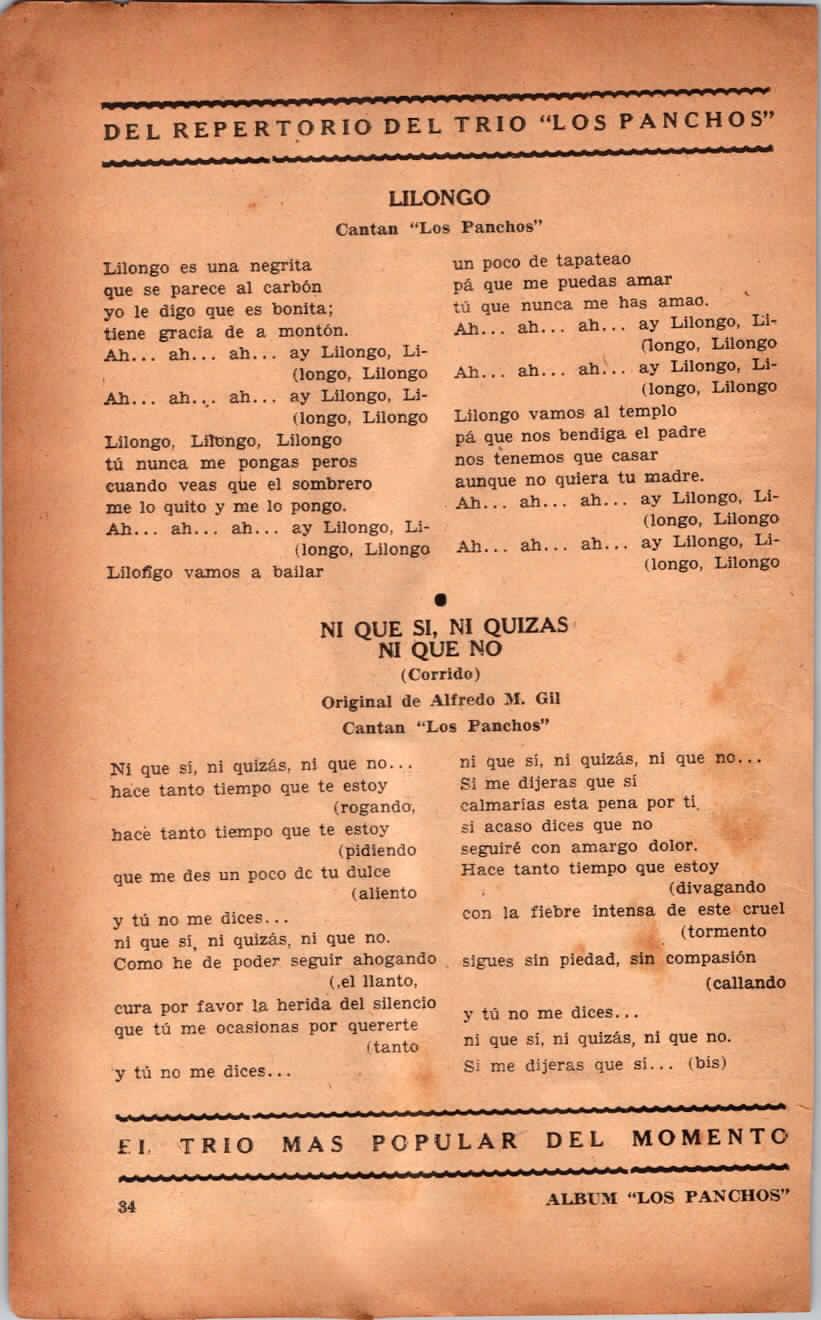 DEL REPERTORIO DEL TRIO “LOS PANCHOS”
LILONGO
Cantan “Los Panchos”
Lilongo es una negrita
que se parece al carbón
yo le digo que es bonita;
tiene gracia de a montón.
Ah... ah... ah... ay Lilongo, Li-
(longo, Lilongo
Ah... ah... ah... ay Lilongo, Li-
(longo, Lilongo
Lilongo, Lilongo, Lilongo
tú nunca me pongas peros
cuando veas que el sombrero
me lo quito y me lo pongo.
Ah... ah... ah... ay Lilongo, Li-
(longo, Lilongo
Lilongo vamos a bailar
un poco de tapateao
pá que me puedas amar
tú que nunca me has amao.
Ah... ah... ah... ay Lilongo, Li-
(longo, Lilongo
Ah... ah... ah... ay Lilongo, Li-
(longo, Lilongo
Lilongo vamos al templo
pá que nos bendiga el padre
nos tenemos que casar
aunque no quiera tu madre.
Ah... ah... ah... ay Lilongo, Li-
(longo, Lilongo
Ah... ah... ah... ay Lilongo, Li-
(longo, Lilongo
NI QUE SI, NI QUIZAS
NI QUE NO
(Corrido)
Original de Alfredo M. Gil
Cantan “Los Panchos”
Ni que sí, ni quizás, ni que no...
hace tanto tiempo que te estoy
(rogando,
hace tanto tiempo que te estoy
(pidiendo
que me des un poco de tu dulce
(aliento
y tú no me dices...
ni que sí, ni quizás, ni que no.
Como he de poder seguir ahogando
(,el llanto,
cura por favor la herida del silencio
que tú me ocasionas por quererte
(tanto
y tú no me dices...
ni que sí, ni quizás, ni que no...
Si me dijeras que sí
calmarías esta pena por ti,
si acaso dices que no
seguiré con amargo dolor.
Hace tanto tiempo que estoy
(divagando
con la fiebre intensa de este cruel
(tormento
sigues sin piedad, sin compasión
(callando
y tú no me dices...
ni que sí, ni quizás, ni que no.
Si me dijeras que sí... (bis)
EL TRIO MAS POPULAR DEL MOMENTO
34
ALBUM “LOS PANCHOS”